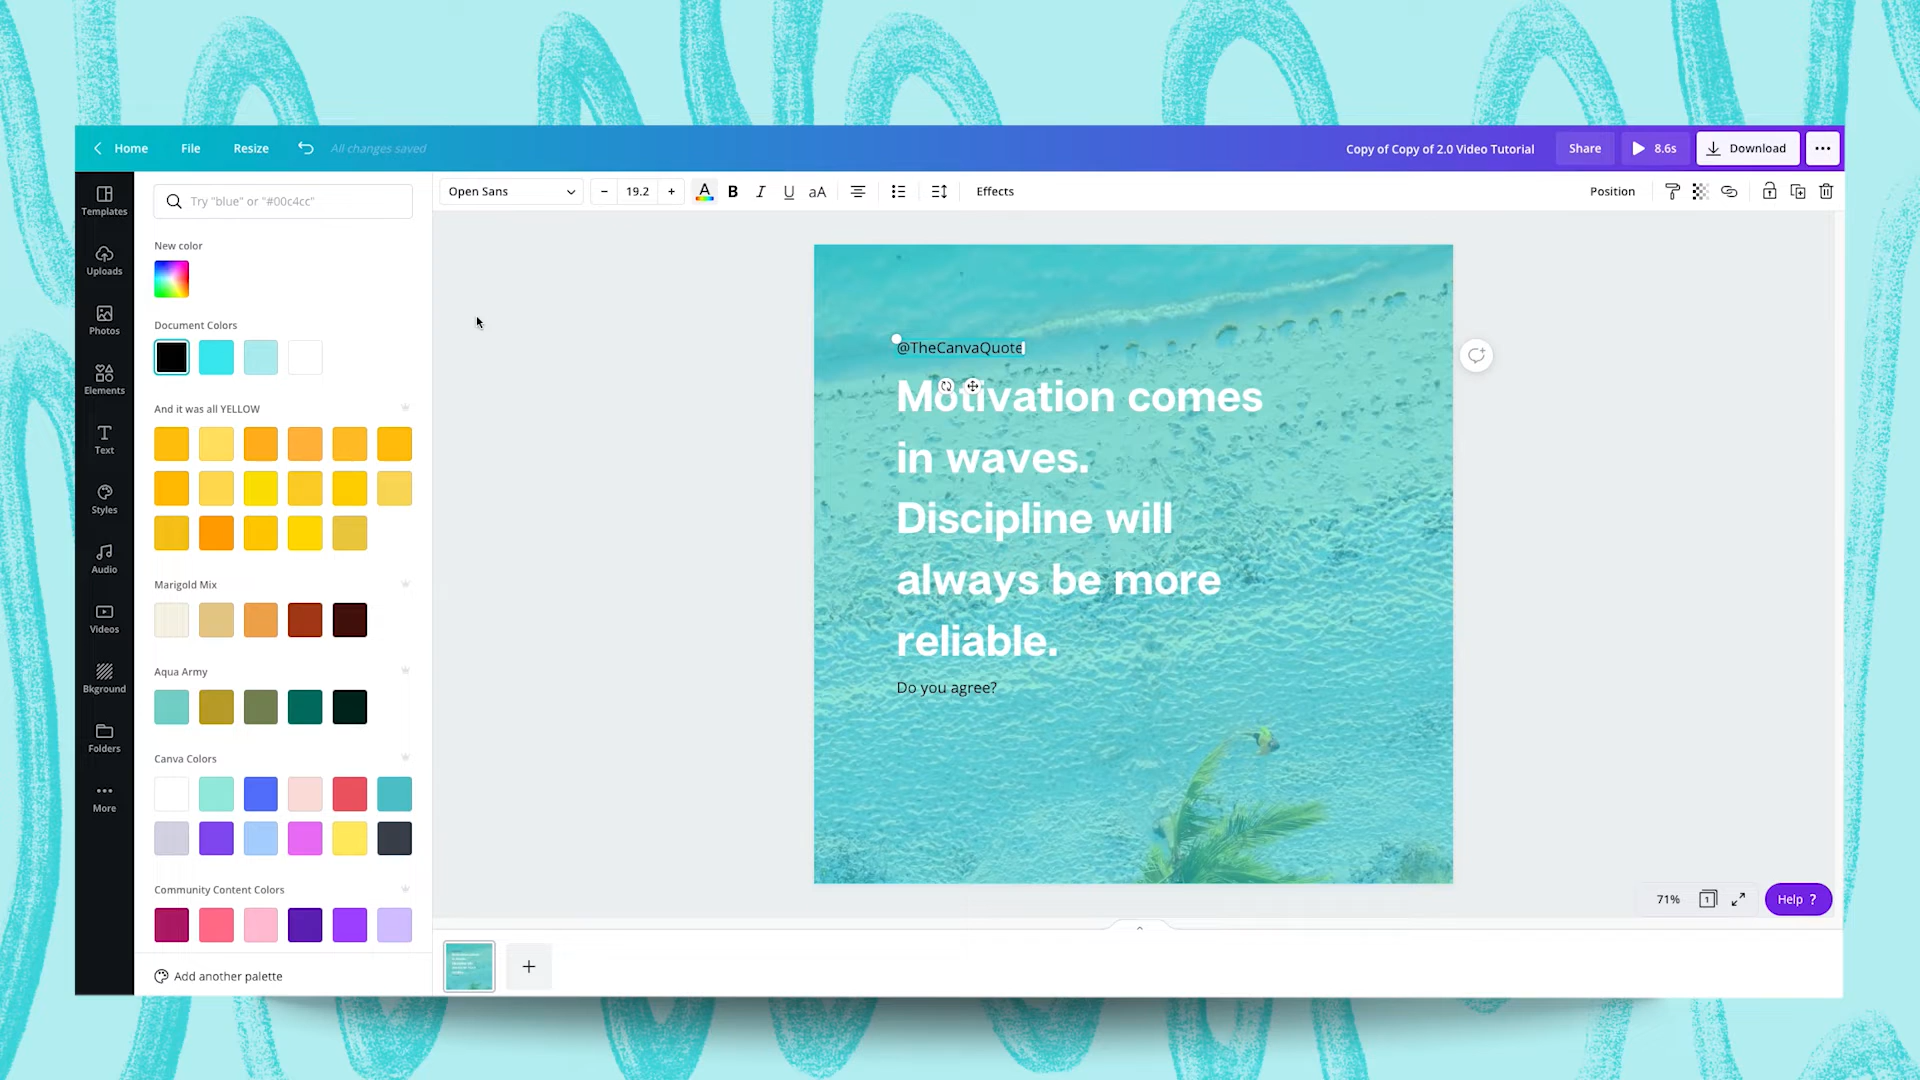 Home
File
Resize
All changes saved
Copy of Copy of 2.0 Video Tutorial
Share
8.6s
Download
Templates
Uploads
Photos
Elements
Text
Styles
Audio
Videos
Bkground
Folders
More
Try "blue" or "#00c4cc"
New color
Document Colors
And it was all YELLOW
Marigold Mix
Aqua Army
Canva Colors
Community Content Colors
Add another palette
Open Sans
19.2
A
B
I
U
aA
Effects
Position
@TheCanvaQuote
Motivation comes
in waves.
Discipline will
always be more
reliable.
Do you agree?
71%
1
Help ?